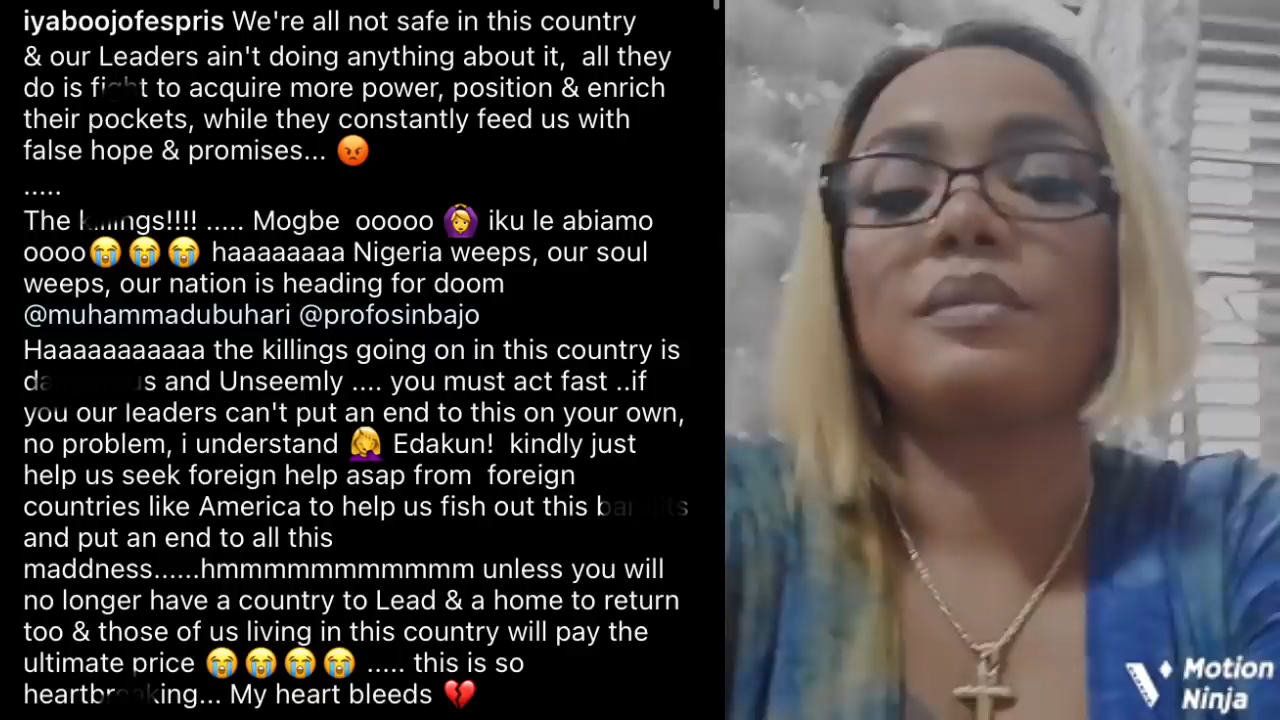 iyaboojofespris We're all not safe in this country
& our Leaders ain't doing anything about it, all they
do is fight to acquire more power, position & enrich
their pockets, while they constantly feed us with
false hope & promises... 😡
.....
The killings!!!! ..... Mogbe ooooo 🙆‍♀️ iku le abiamo
oooo😭 😭 😭 haaaaaaaa Nigeria weeps, our soul
weeps, our nation is heading for doom
@muhammadubuhari @profosinbajo
Haaaaaaaaaaa the killings going on in this country is
and Unseemly .... you must act fast ..if
you our leaders can't put an end to this on your own,
no problem, i understand 🤦‍♀️ Edakun! kindly just
help us seek foreign help asap from foreign
countries like America to help us fish out this bandits
and put an end to all this
maddness......hmmmmmmmmmmm unless you will
no longer have a country to Lead & a home to return
too & those of us living in this country will pay the
ultimate price 😭 😭 😭 😭 ..... this is so
heartbreaking... My heart bleeds 💔
Motion
Ninja